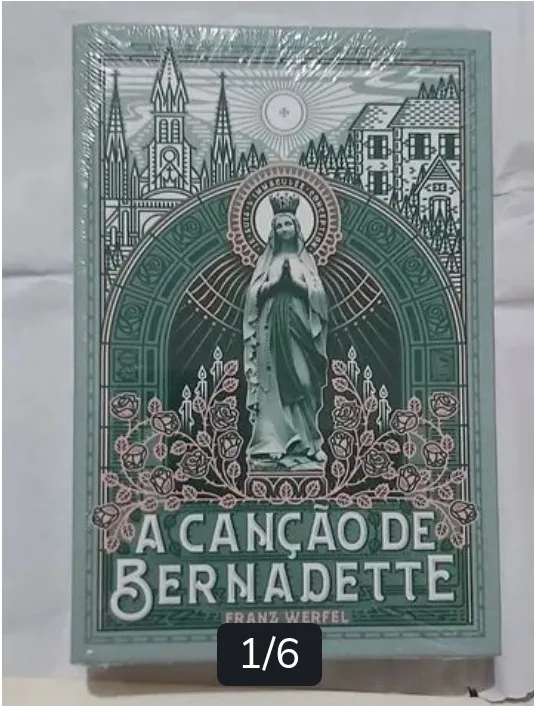 A CANÇÃO DE
BERNADETTE
FRANZ WERFEL
1/6